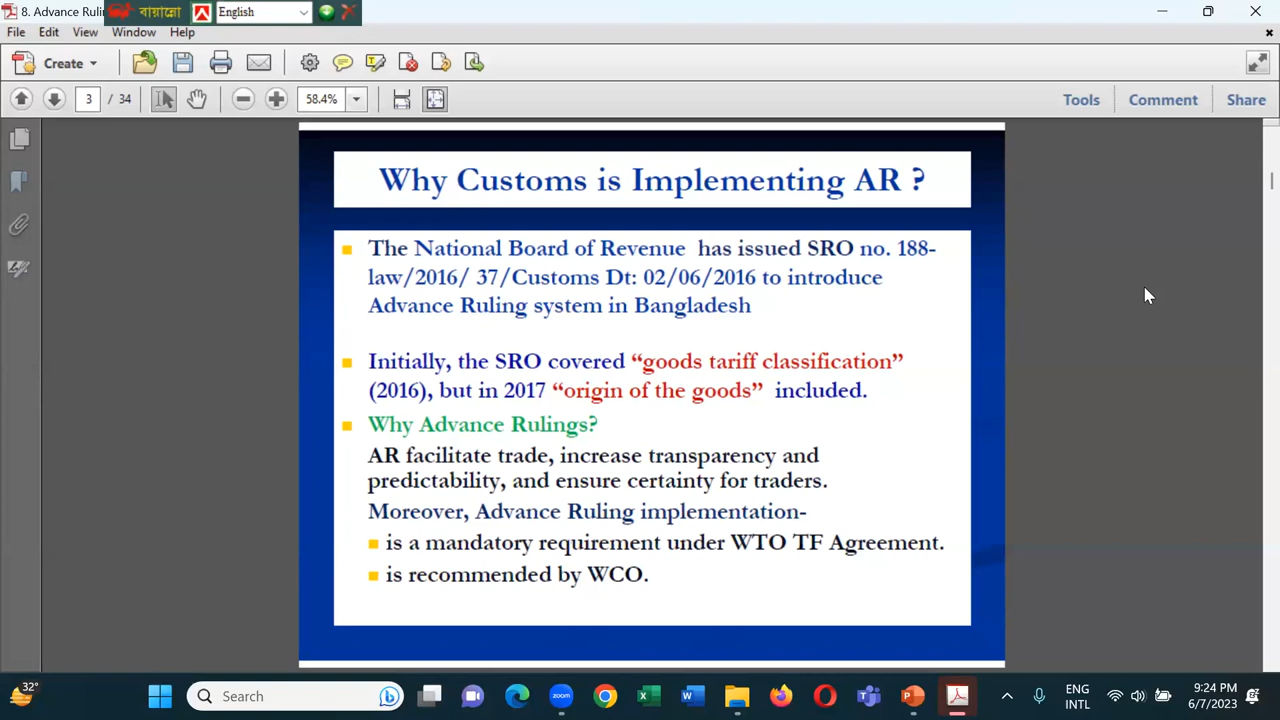 8. Advance Rulin
বায়ান্নো
English
File Edit View Window Help
Create
3 / 34
58.4%
Tools Comment Share
Why Customs is Implementing AR ?
The National Board of Revenue has issued SRO no. 188-
law/2016/ 37/Customs Dt: 02/06/2016 to introduce
Advance Ruling system in Bangladesh
Initially, the SRO covered “goods tariff classification”
(2016), but in 2017 “origin of the goods” included.
Why Advance Rulings?
AR facilitate trade, increase transparency and
predictability, and ensure certainty for traders.
Moreover, Advance Ruling implementation-
is a mandatory requirement under WTO TF Agreement.
is recommended by WCO.
32°
Search
zoom
ENG
INTL
9:24 PM
6/7/2023